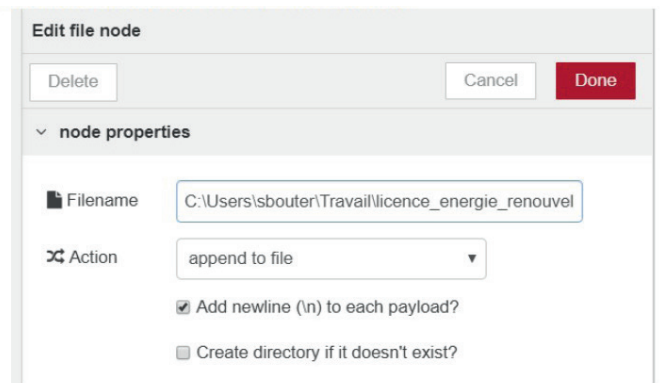 Edit file node
Delete Cancel Done
node properties
Filename C:\Users\sbouter\Travail\licence_energie_renouvel
Action append to file
Add newline (\n) to each payload?
Create directory if it doesn't exist?